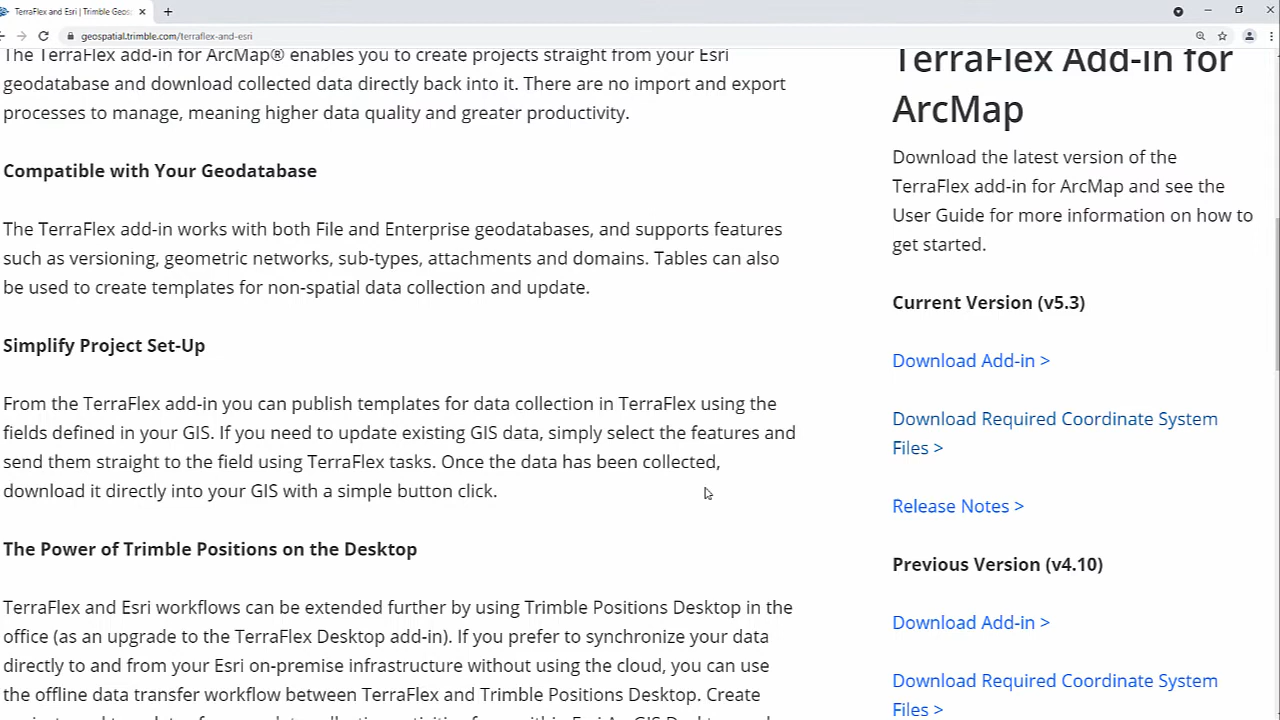 TerraFlex and Esri | Trimble Geos
geospatial.trimble.com/terraflex-and-esri
The TerraFlex add-in for ArcMap® enables you to create projects straight from your Esri
geodatabase and download collected data directly back into it. There are no import and export
processes to manage, meaning higher data quality and greater productivity.
Compatible with Your Geodatabase
The TerraFlex add-in works with both File and Enterprise geodatabases, and supports features
such as versioning, geometric networks, sub-types, attachments and domains. Tables can also
be used to create templates for non-spatial data collection and update.
Simplify Project Set-Up
From the TerraFlex add-in you can publish templates for data collection in TerraFlex using the
fields defined in your GIS. If you need to update existing GIS data, simply select the features and
send them straight to the field using TerraFlex tasks. Once the data has been collected,
download it directly into your GIS with a simple button click.
The Power of Trimble Positions on the Desktop
TerraFlex and Esri workflows can be extended further by using Trimble Positions Desktop in the
office (as an upgrade to the TerraFlex Desktop add-in). If you prefer to synchronize your data
directly to and from your Esri on-premise infrastructure without using the cloud, you can use
the offline data transfer workflow between TerraFlex and Trimble Positions Desktop. Create
TerraFlex Add-in for
ArcMap
Download the latest version of the
TerraFlex add-in for ArcMap and see the
User Guide for more information on how to
get started.
Current Version (v5.3)
Download Add-in >
Download Required Coordinate System
Files >
Release Notes >
Previous Version (v4.10)
Download Add-in >
Download Required Coordinate System
Files >